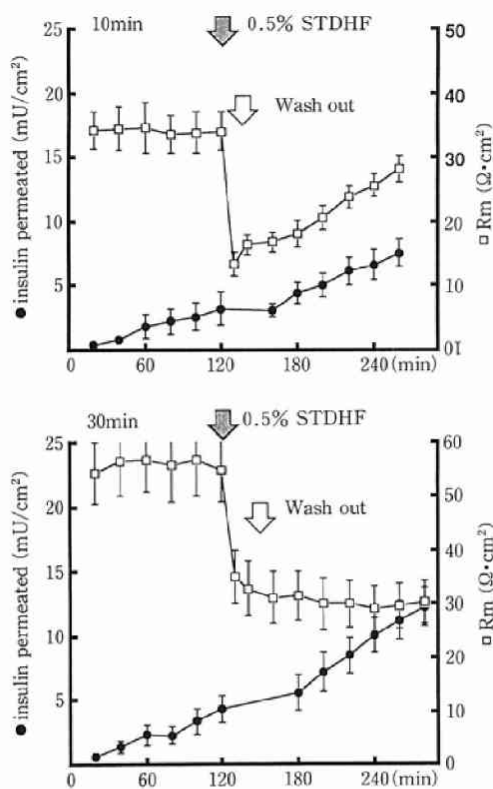 10min
0.5% STDHF
Wash out
● insulin permeated (mU/cm²)
25
20
15
10
5
0
60
120
180
240(min)
50
40
30
20
10
01
□ Rm (Ω·cm²)
30min
0.5% STDHF
Wash out
● insulin permeated (mU/cm²)
25
20
15
10
5
0
60
120
180
240(min)
60
50
40
30
20
10
0
□ Rm (Ω·cm²)